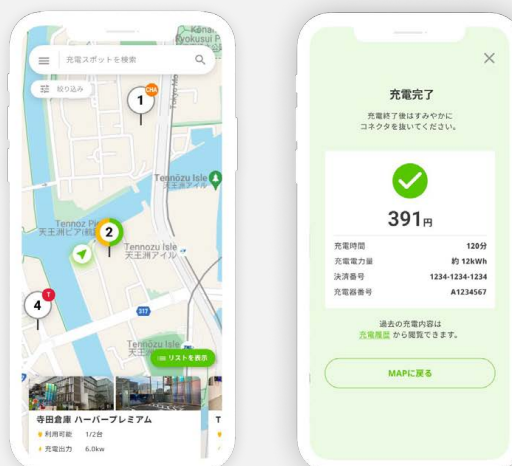 Ryokusui P
充電スポットを検索
絞り込み
CHA
1
Tokyo Mo
Tennōzu Isle
天王洲アイル
Tennoz Pi
天王洲ピア(
2
Tennozu Isle
天王洲アイル
T
4
317
Tennozu Isle
天王
リストを表示
寺田倉庫 ハーバープレミアム
T
利用可能 1/2台
充電出力 6.0kw
充電完了
充電終了後はすみやかに
コネクタを抜いてください。
391円
充電時間 120分
充電電力量 約 12kWh
決済番号 1234-1234-1234
充電器番号 A1234567
過去の充電内容は
充電履歴 から閲覧できます。
MAPに戻る